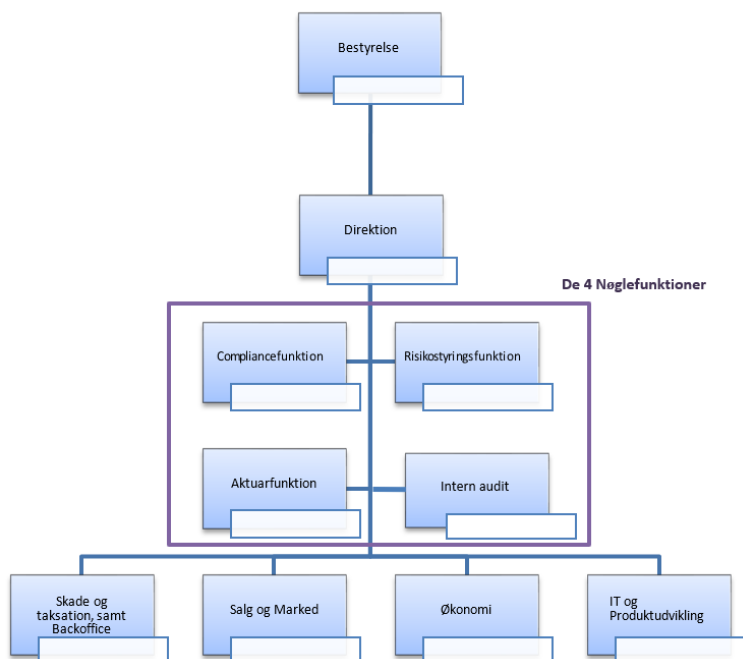 Bestyrelse
Direktion
De 4 Nøglefunktioner
Compliancefunktion
Risikostyringsfunktion
Aktuarfunktion
Intern audit
Skade og
taksation, samt
Backoffice
Salg og Marked
Økonomi
IT og
Produktudvikling